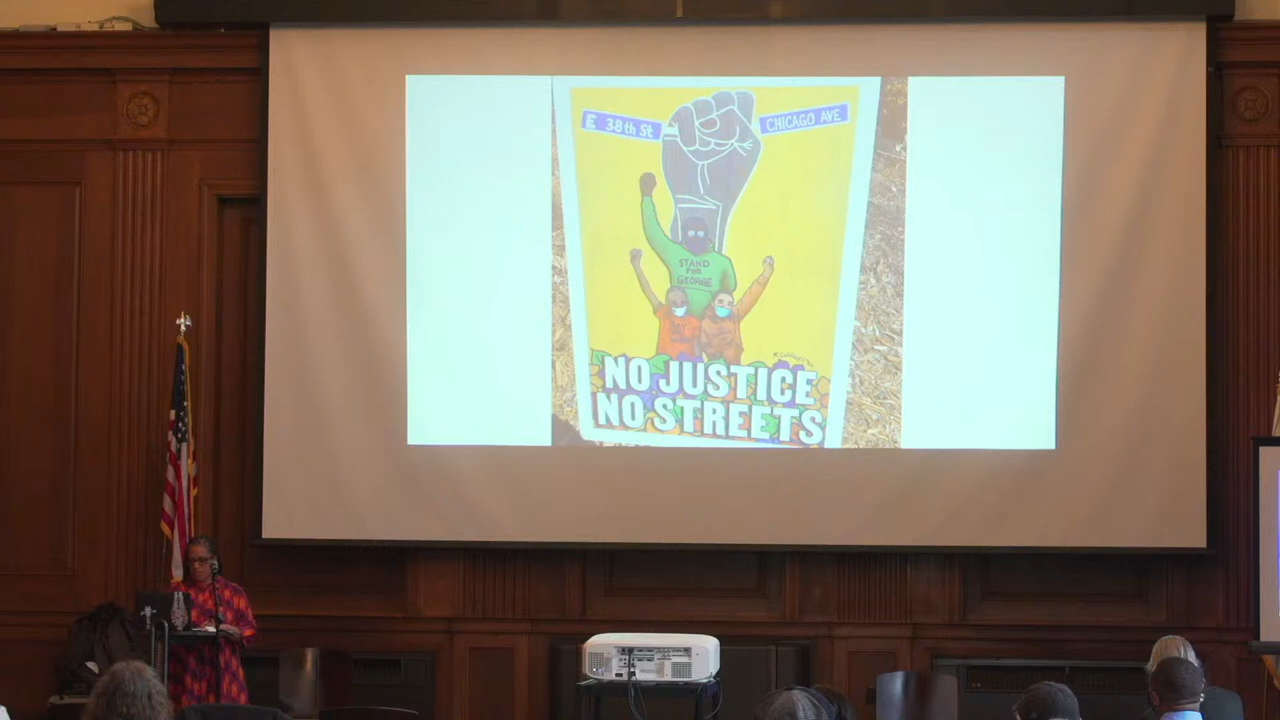 E 38th St
CHICAGO AVE
STAND
FOR
GEORGE
NO JUSTICE
NO STREETS